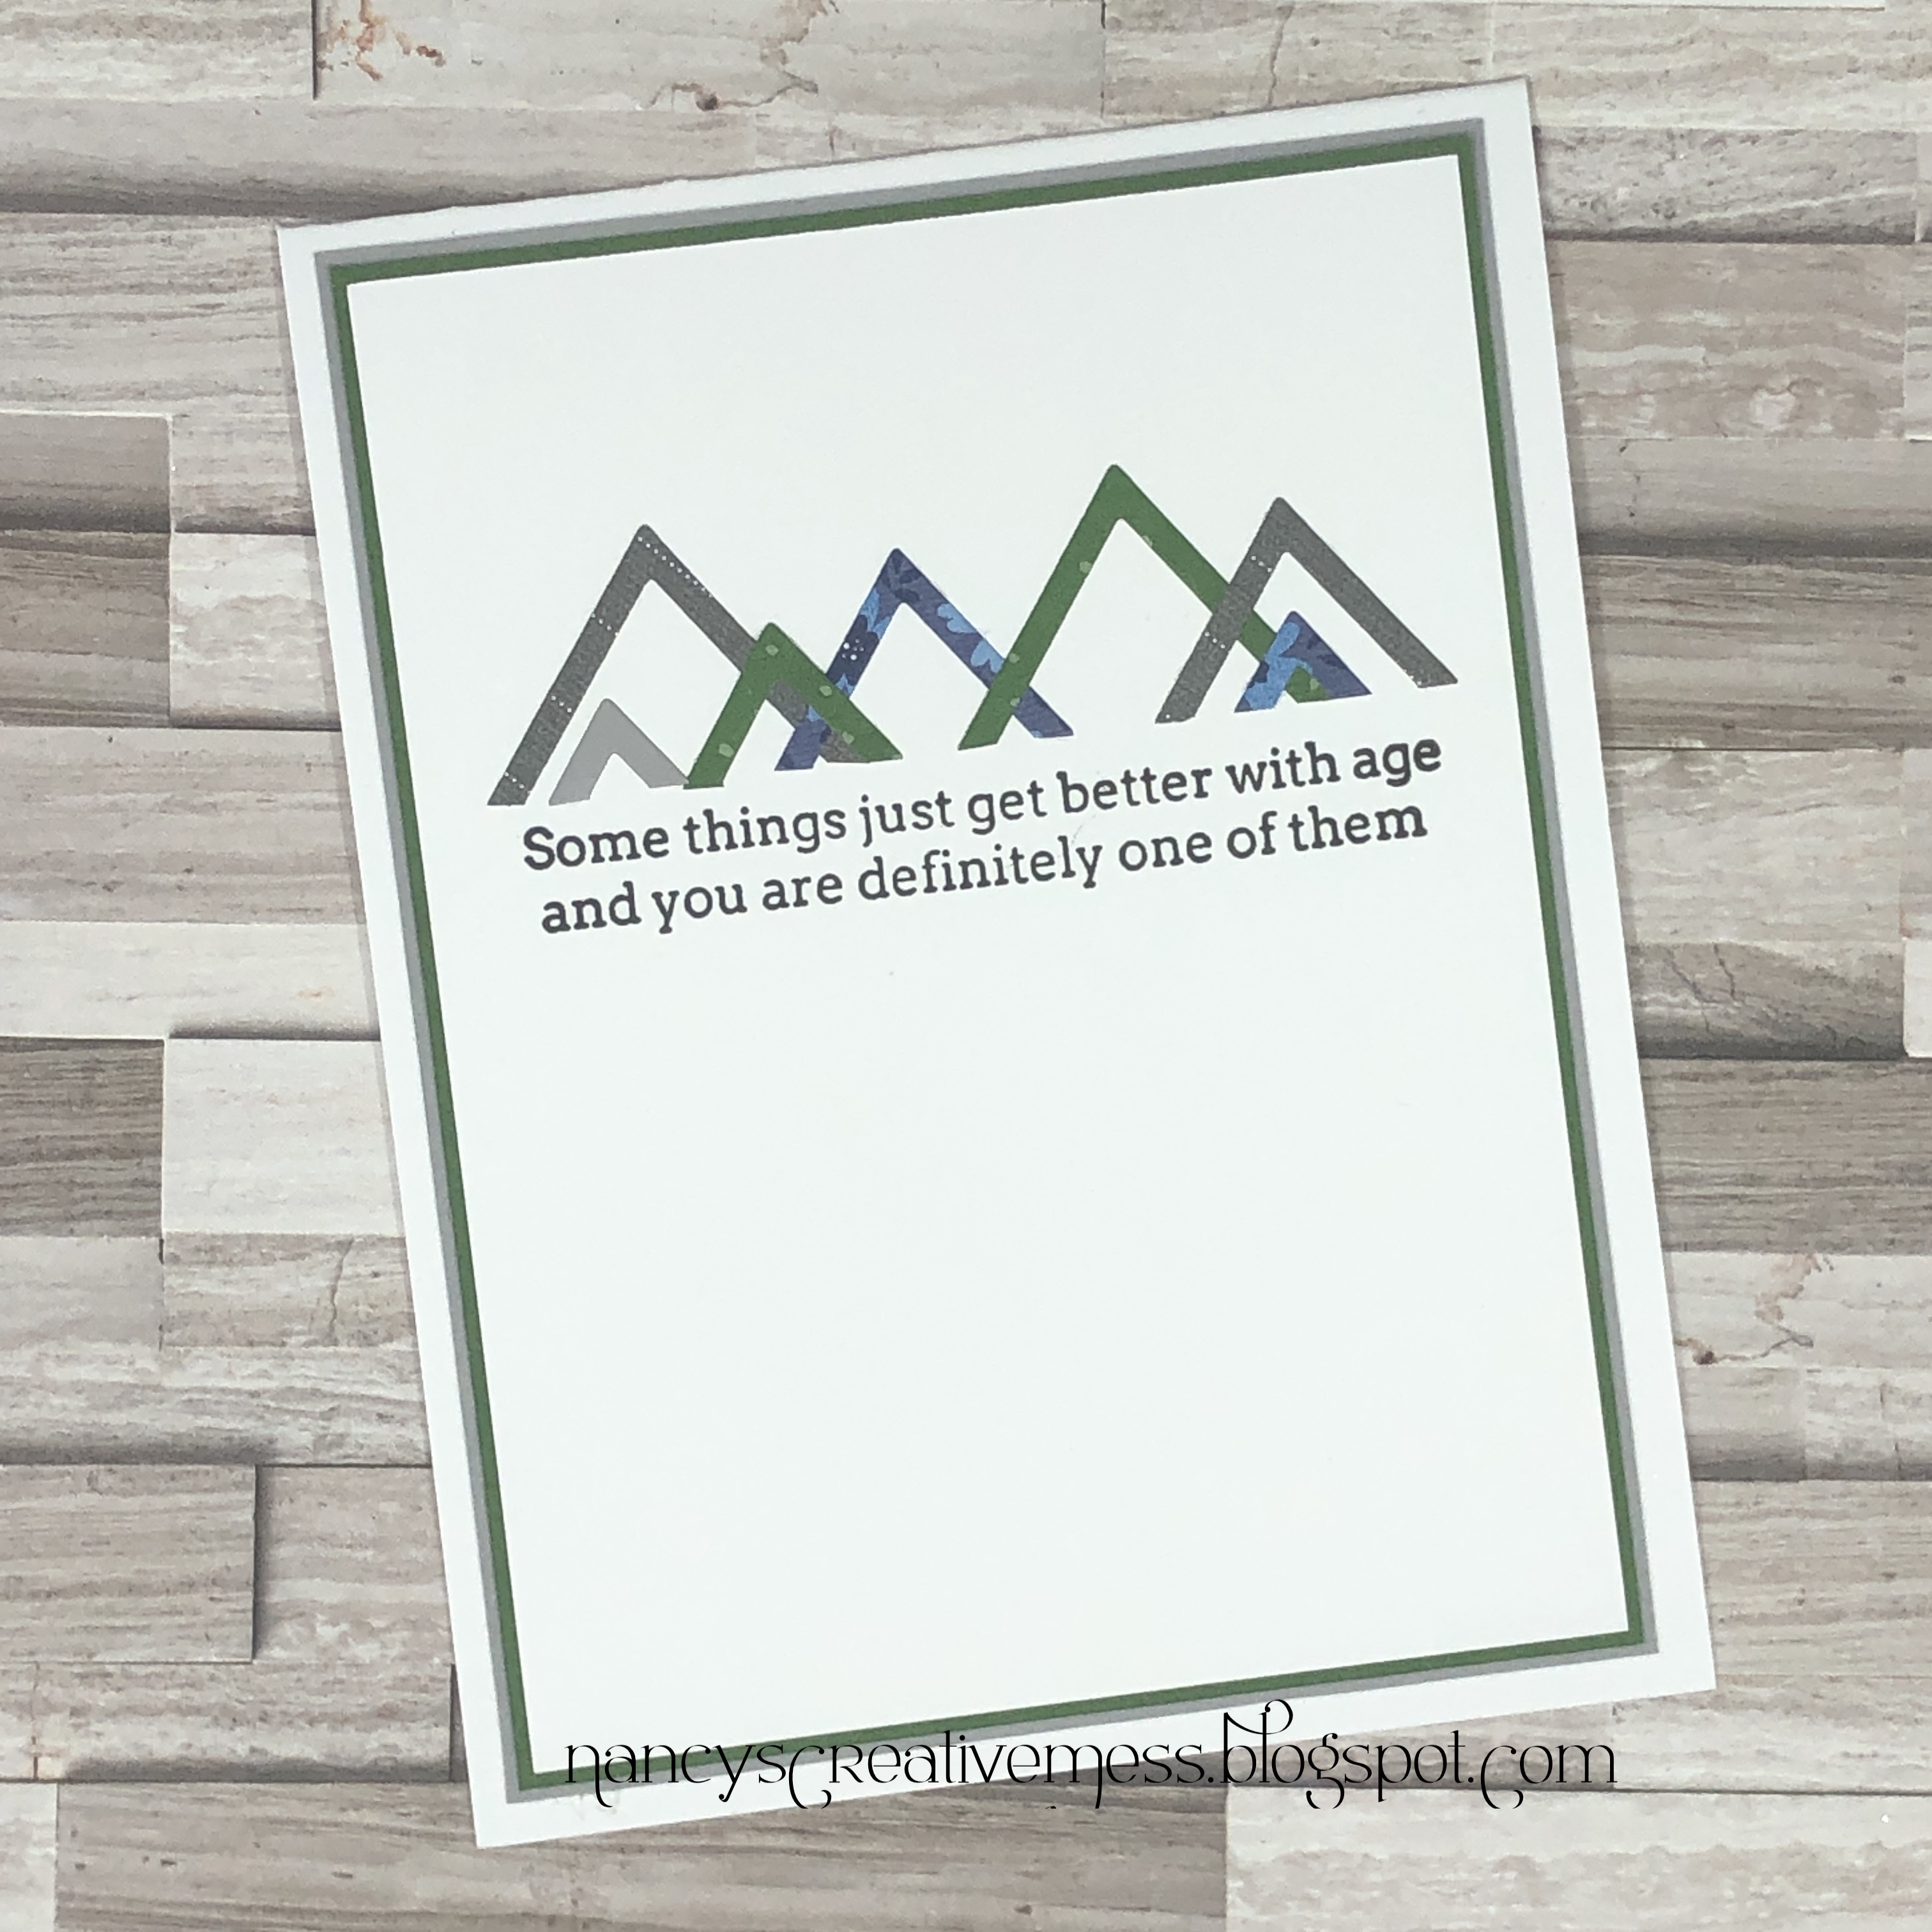 Some things just get better with age
and you are definitely one of them
nancyscreativemess.blogspot.com